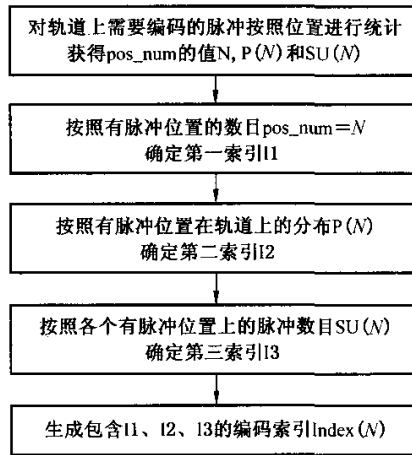 对轨道上需要编码的脉冲按照位置进行统计
获得pos_num的值N, P(N)和SU(N)
按照有脉冲位置的数目pos_num=N
确定第一索引I1
按照有脉冲位置在轨道上的分布P(N)
确定第二索引I2
按照各个有脉冲位置上的脉冲数目SU(N)
确定第三索引I3
生成包含I1、I2、I3的编码索引Index(N)